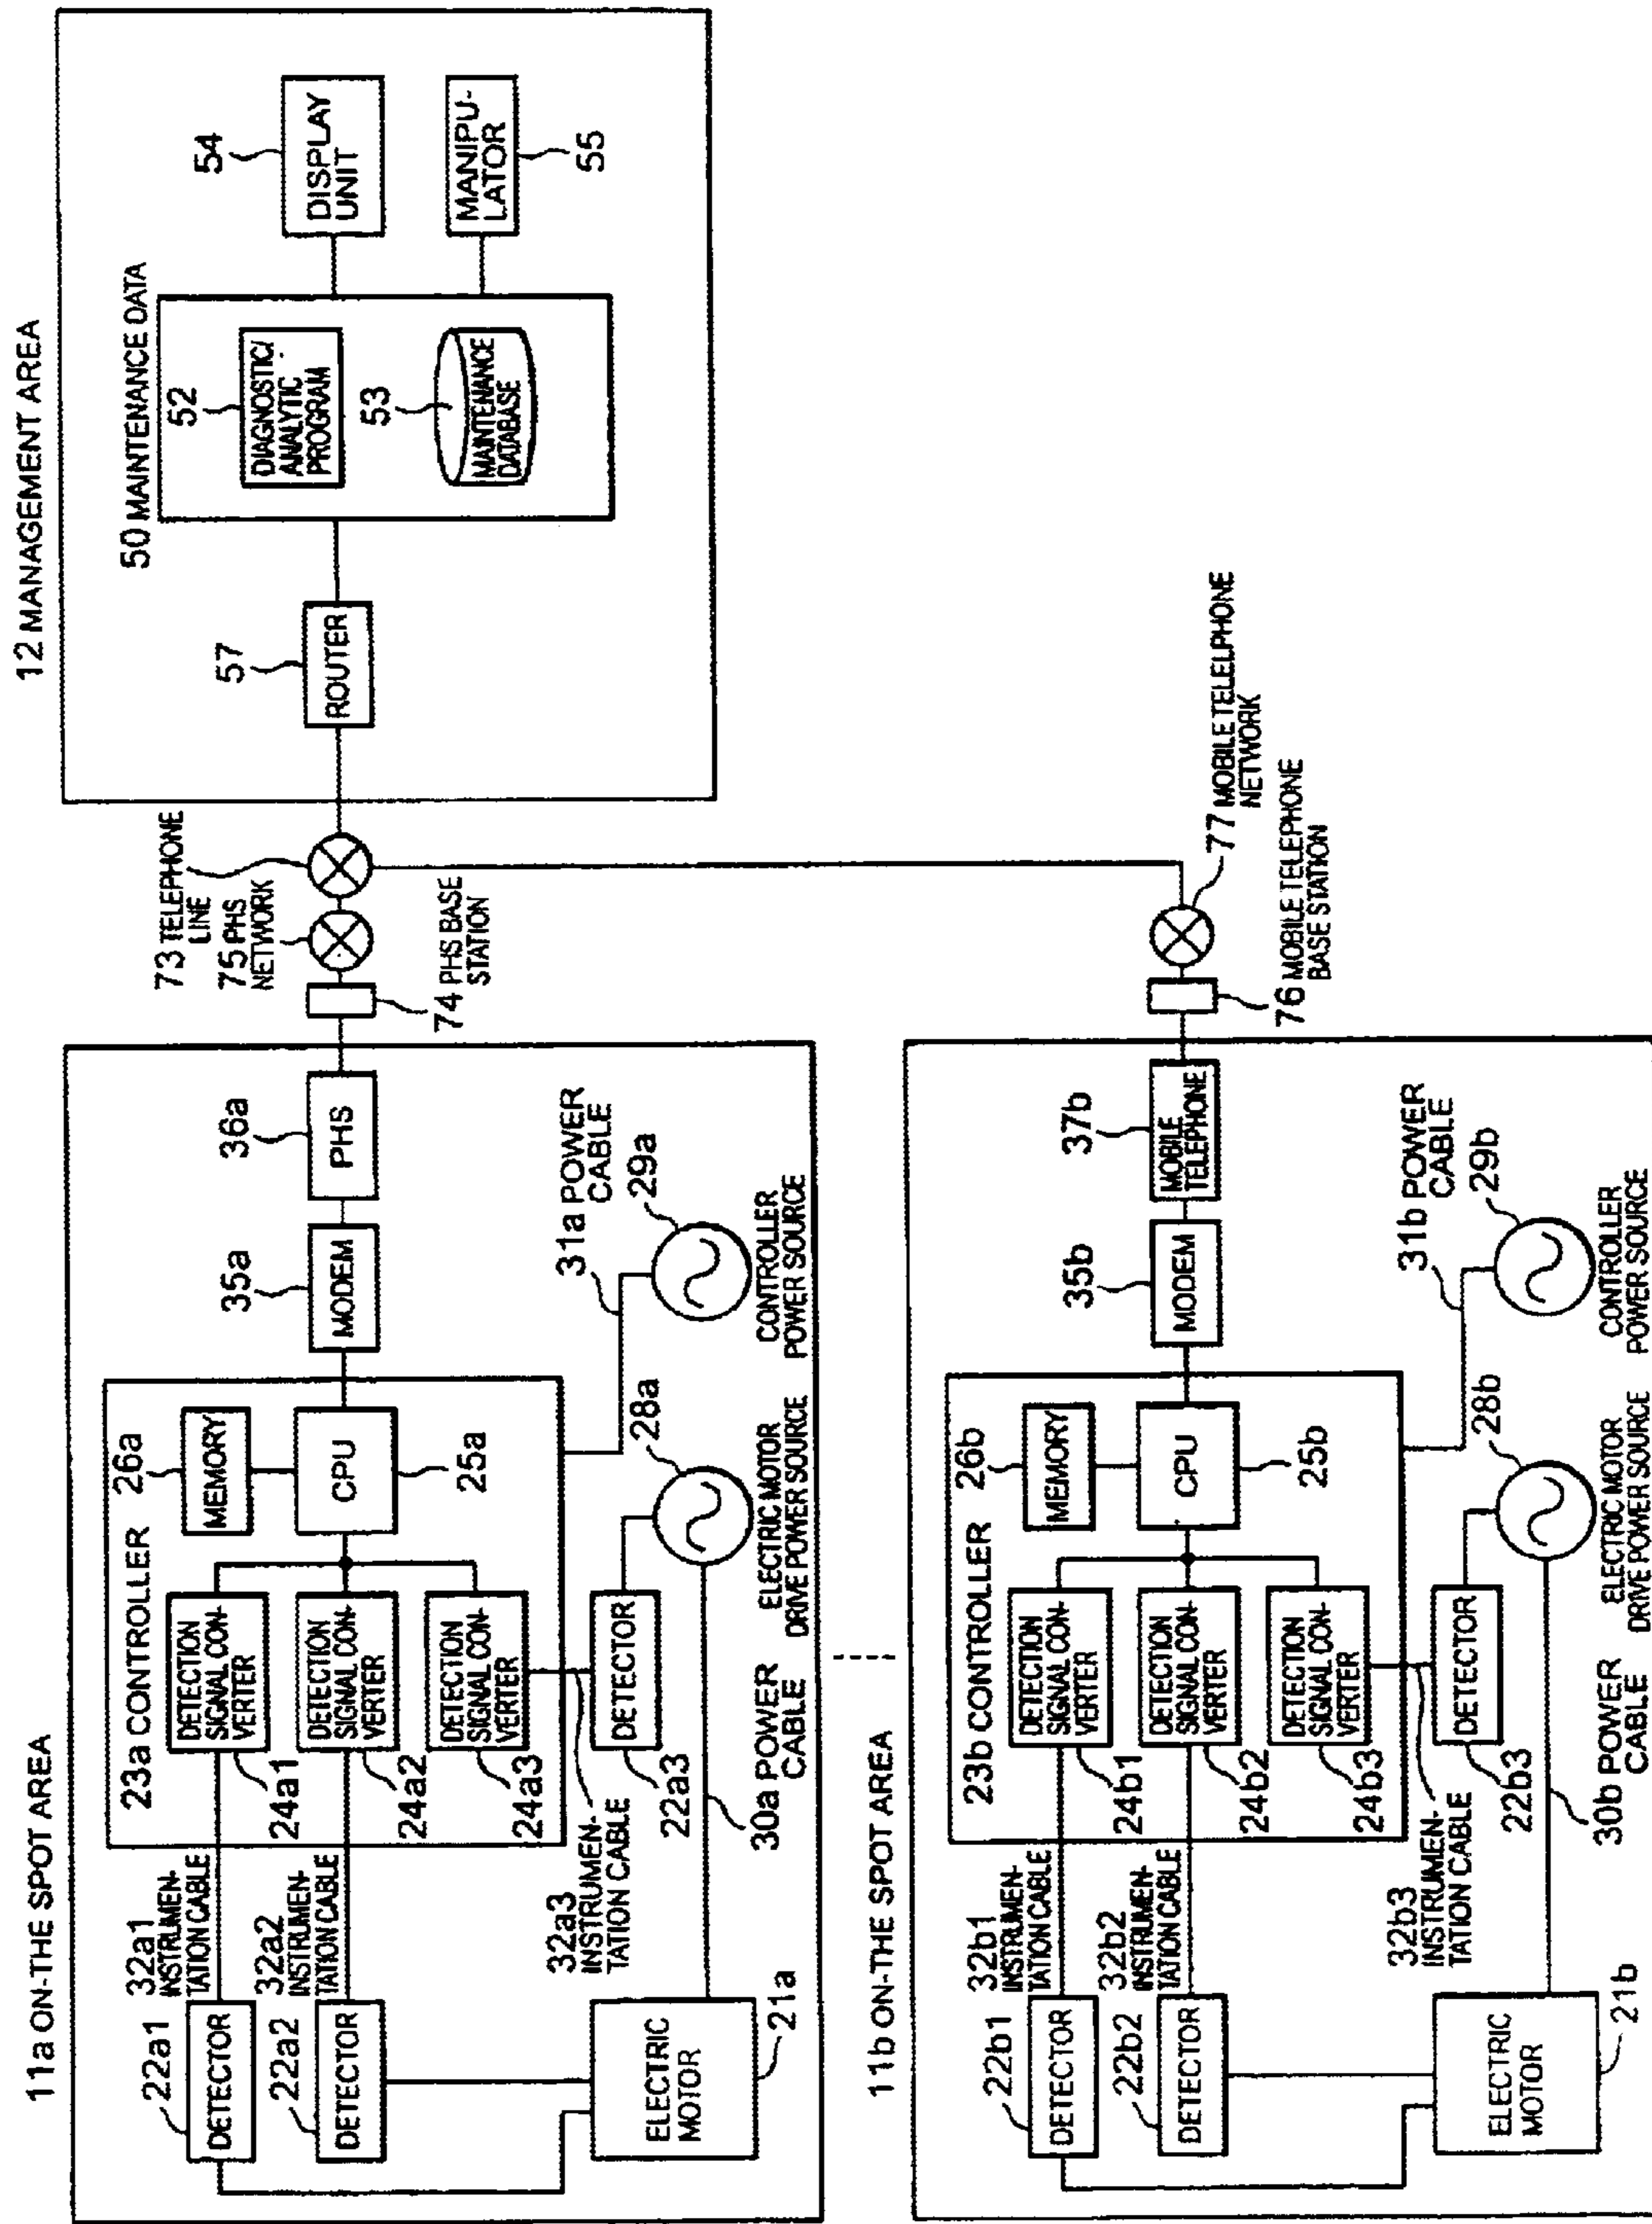 12 MANAGEMENT AREA
50 MAINTENANCE DATA
52
DIAGNOSTIC/
ANALYTIC
PROGRAM
53
MAINTENANCE
DATABASE
54
DISPLAY
UNIT
MANIPU-
LATOR
55
57
ROUTER
73 TELEPHONE
LINE
75 PHS
NETWORK
74 PHS BASE
STATION
77 MOBILE TELELPHONE
NETWORK
76 MOBILE TELEPHONE
BASE STATION
11a ON-THE SPOT AREA
22a1
DETECTOR
32a1
INSTRUMEN-
TATION CABLE
22a2
DETECTOR
32a2
INSTRUMEN-
TATION CABLE
ELECTRIC
MOTOR
21a
23a CONTROLLER
DETECTION
SIGNAL CON-
VERTER
24a1
DETECTION
SIGNAL CON-
VERTER
24a2
DETECTION
SIGNAL CON-
VERTER
24a3
26a
MEMORY
CPU
25a
32a3
INSTRUMEN-
TATION CABLE
DETECTOR
22a3
30a POWER
CABLE
28a
ELECTRIC MOTOR
DRIVE POWER SOURCE
35a
MODEM
36a
PHS
31a POWER
CABLE
29a
CONTROLLER
POWER SOURCE
11b ON-THE SPOT AREA
22b1
DETECTOR
32b1
INSTRUMEN-
TATION CABLE
22b2
DETECTOR
32b2
INSTRUMEN-
TATION CABLE
ELECTRIC
MOTOR
21b
23b CONTROLLER
DETECTION
SIGNAL CON-
VERTER
24b1
DETECTION
SIGNAL CON-
VERTER
24b2
DETECTION
SIGNAL CON-
VERTER
24b3
26b
MEMORY
CPU
25b
32b3
INSTRUMEN-
TATION CABLE
DETECTOR
22b3
30b POWER
CABLE
28b
ELECTRIC MOTOR
DRIVE POWER SOURCE
35b
MODEM
37b
MOBILE
TELEPHONE
31b POWER
CABLE
29b
CONTROLLER
POWER SOURCE